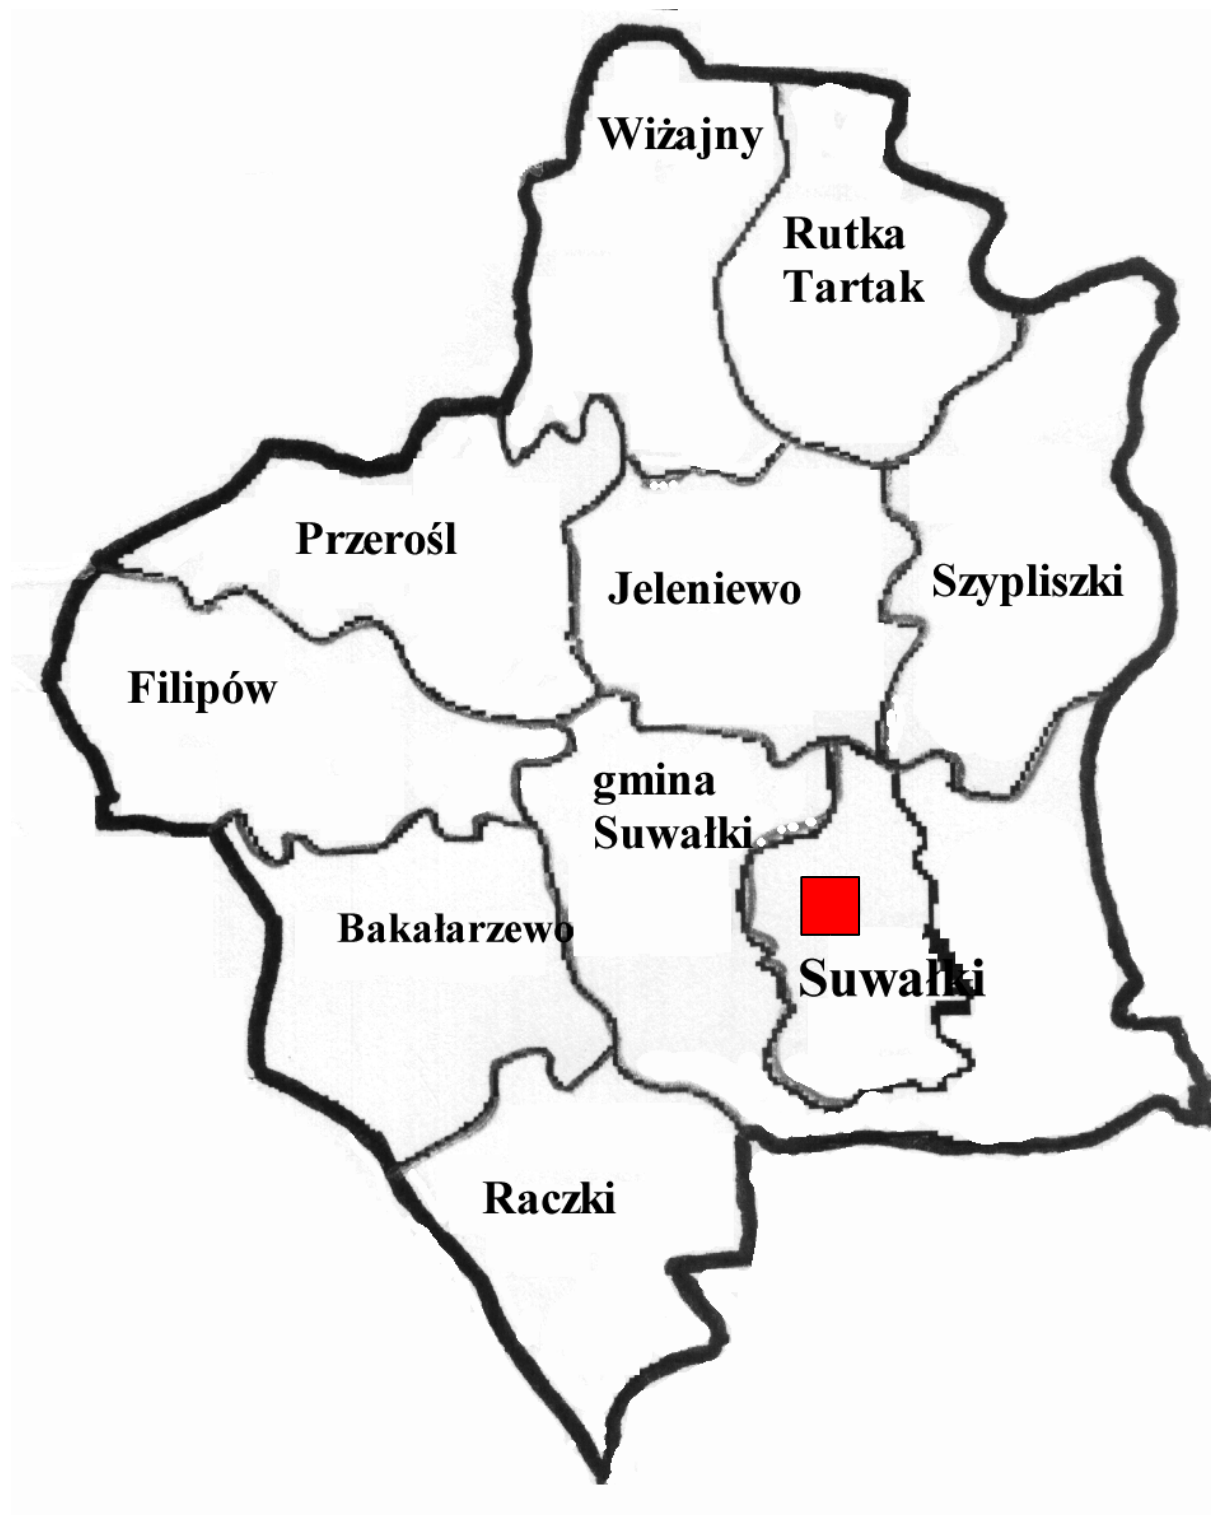 Wiżajny
Rutka
Tartak
Przerośl
Jeleniewo
Szypliszki
Filipów
gmina
Suwałki
Bakałarzewo
Suwałki
Raczki